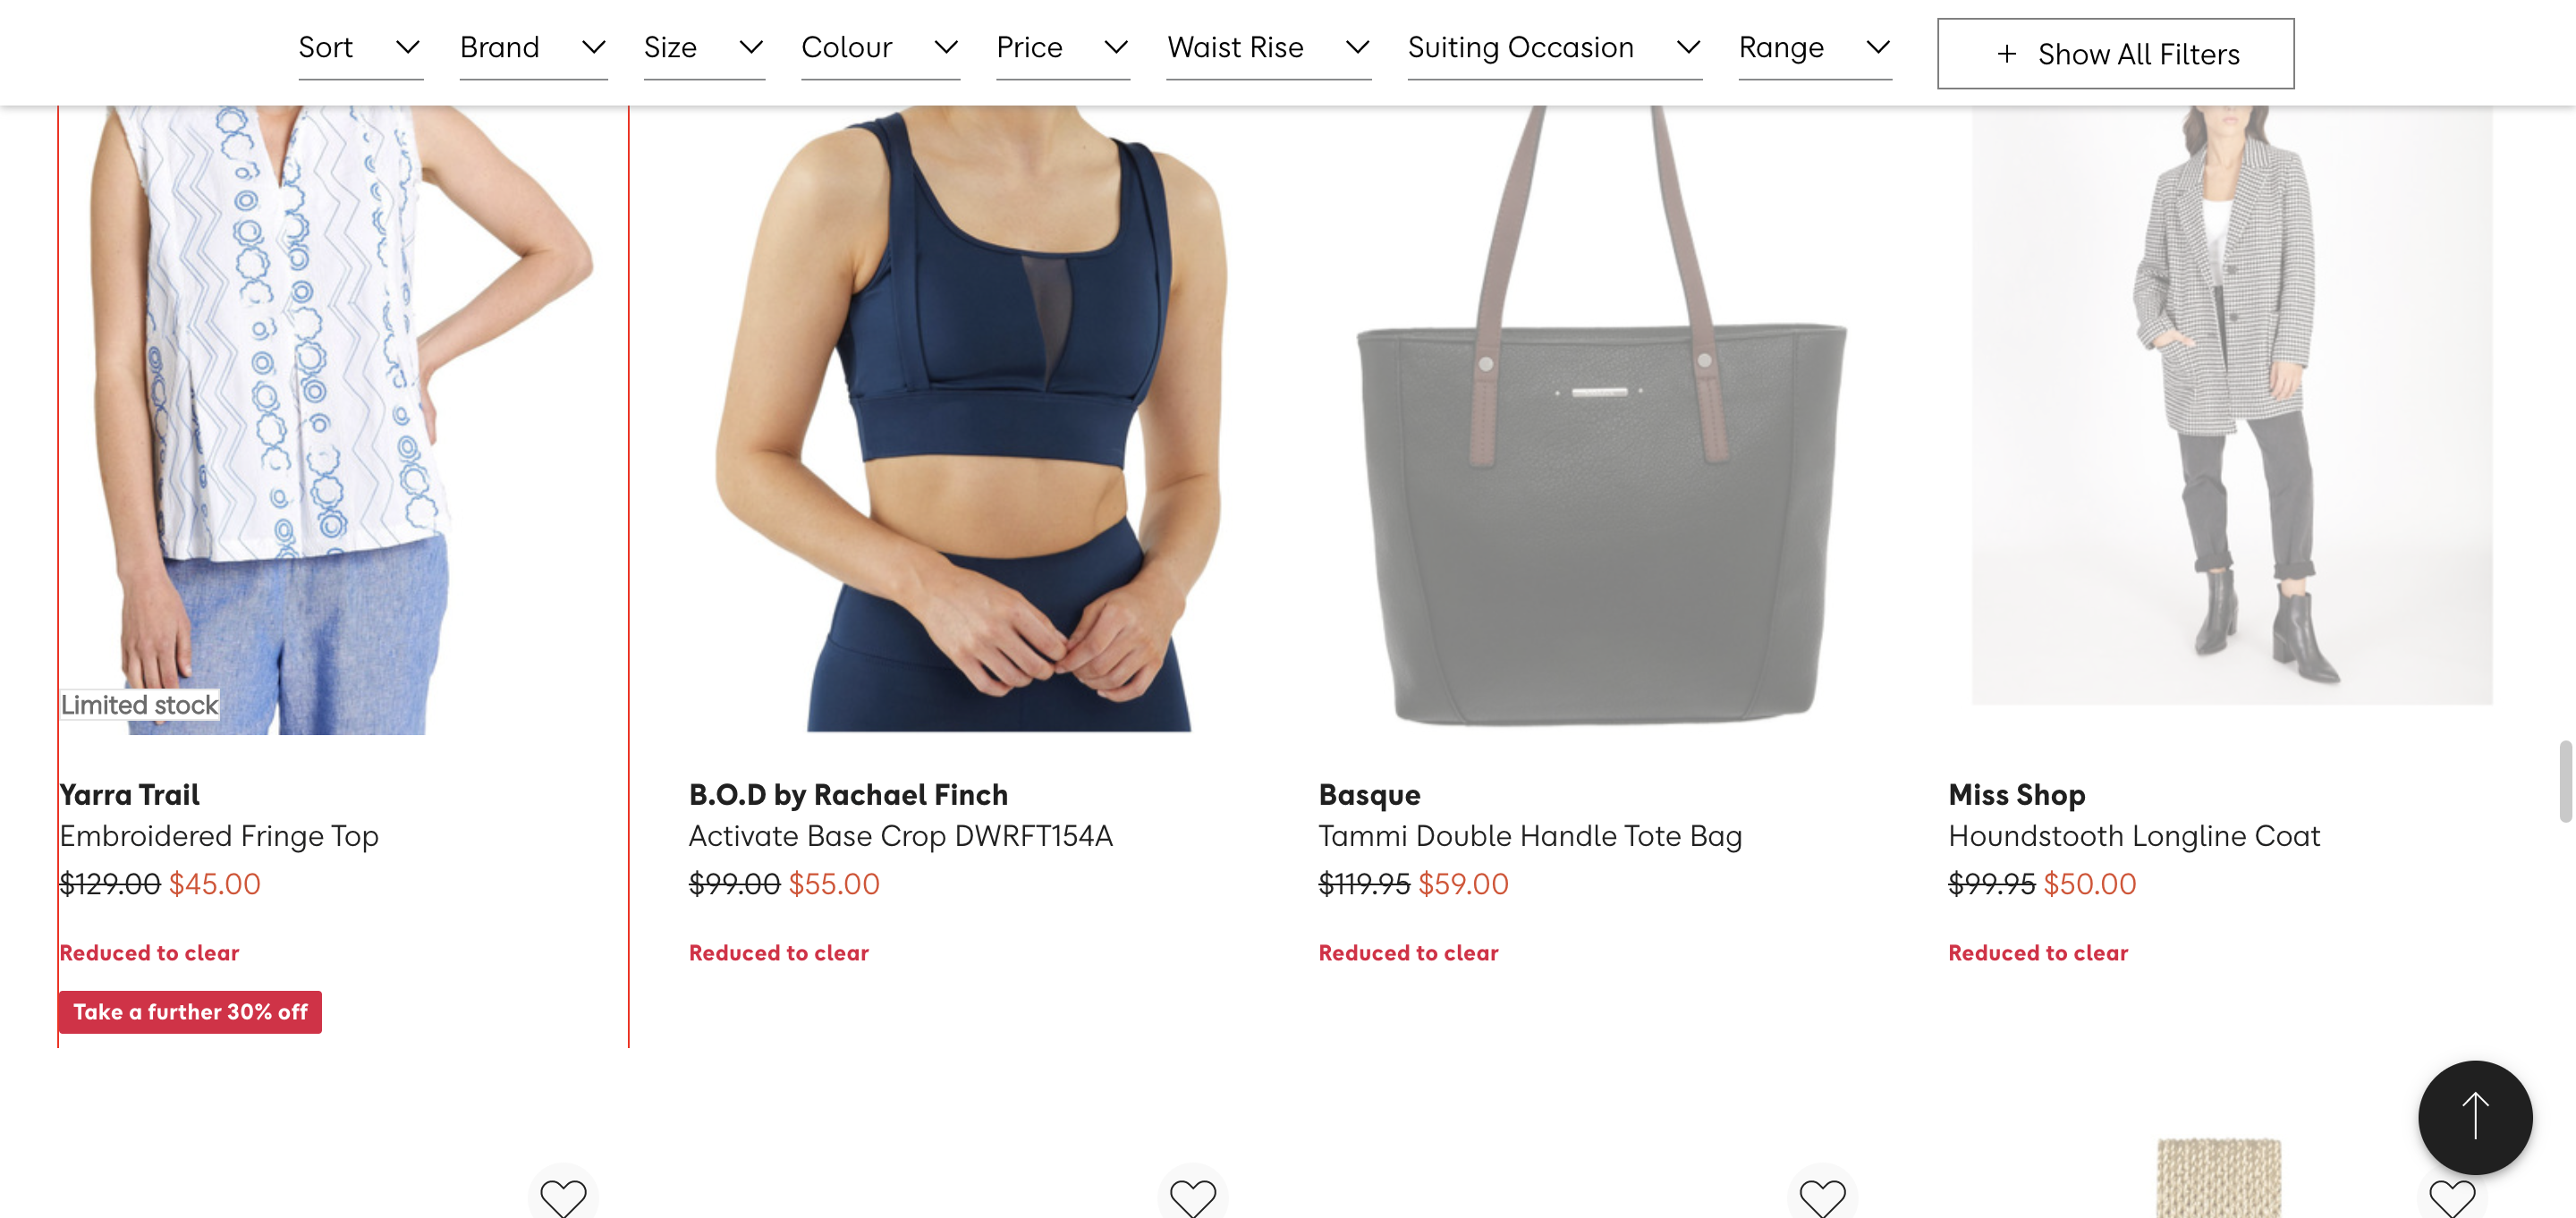 Sort
Brand
Size
Colour
Price
Waist Rise
Suiting Occasion
Range
+ Show All Filters
Limited stock
Yarra Trail
Embroidered Fringe Top
$129.00 $45.00
Reduced to clear
Take a further 30% off
B.O.D by Rachael Finch
Activate Base Crop DWRFT154A
$99.00 $55.00
Reduced to clear
Basque
Tammi Double Handle Tote Bag
$119.95 $59.00
Reduced to clear
Miss Shop
Houndstooth Longline Coat
$99.95 $50.00
Reduced to clear